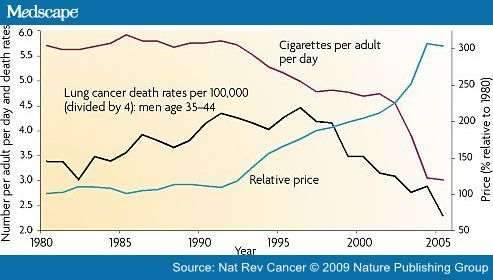 Medscape
Number per adult per day and death rates
6.0
5.5
5.0
4.5
4.0
3.5
3.0
2.5
2.0
Cigarettes per adult
per day
Lung cancer death rates per 100,000
(divided by 4): men age 35–44
Relative price
300
250
200
150
100
50
Price (% relative to 1980)
1980
1985
1990
1995
2000
2005
Year
Source: Nat Rev Cancer © 2009 Nature Publishing Group